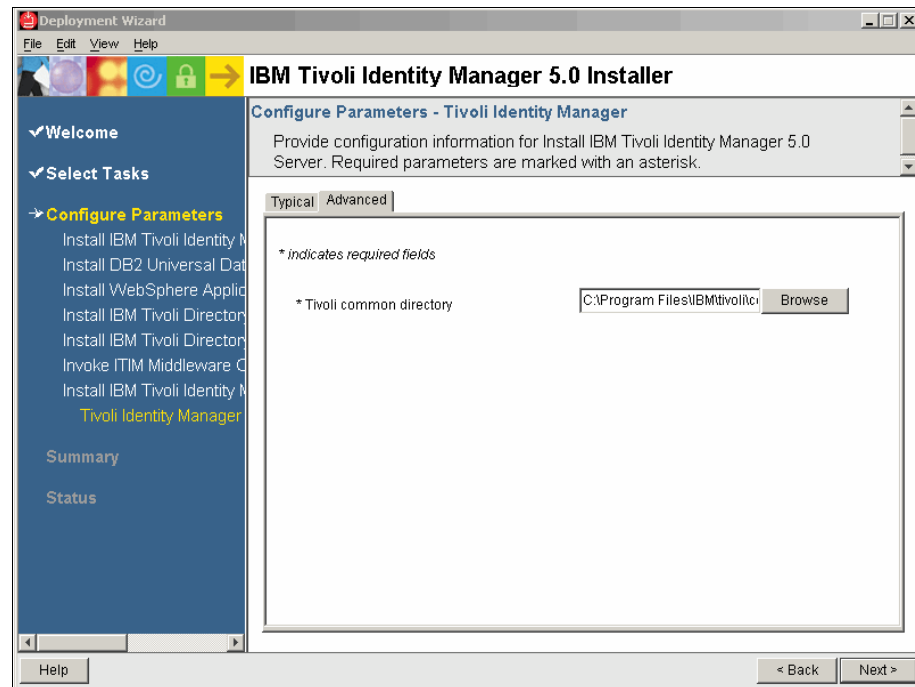 Deployment Wizard
File Edit View Help
IBM Tivoli Identity Manager 5.0 Installer
Welcome
Select Tasks
Configure Parameters
Install IBM Tivoli Identity M
Install DB2 Universal Dat
Install WebSphere Applic
Install IBM Tivoli Director
Install IBM Tivoli Director
Invoke ITIM Middleware C
Install IBM Tivoli Identity M
Tivoli Identity Manager
Summary
Status
Configure Parameters - Tivoli Identity Manager
Provide configuration information for Install IBM Tivoli Identity Manager 5.0
Server. Required parameters are marked with an asterisk.
Typical Advanced
* indicates required fields
* Tivoli common directory C:\Program Files\IBM\tivoli\c Browse
Help < Back Next >